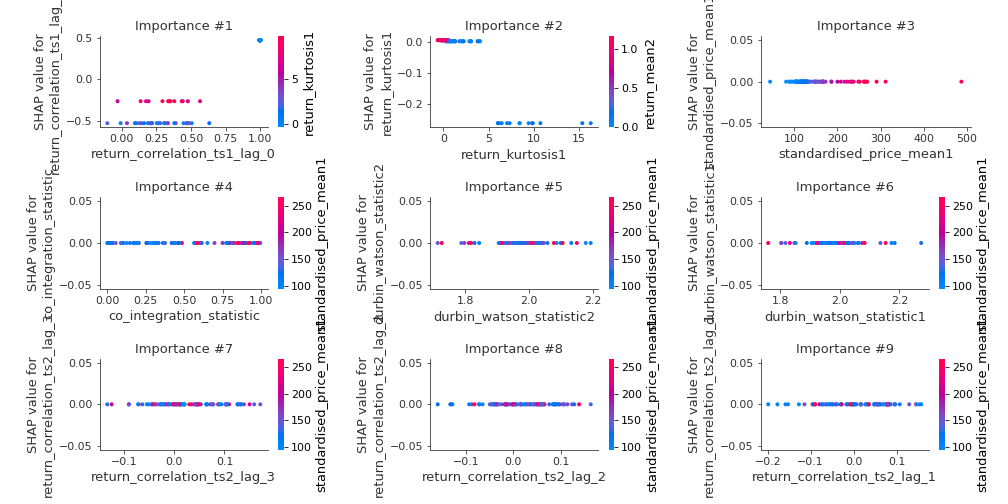 Importance #1
Importance #2
Importance #3
SHAP value for
return_correlation_ts1_lag_
0.5
0.0
−0.5
0.00
0.25
0.50
0.75
1.00
return_correlation_ts1_lag_0
5
0
return_kurtosis1
SHAP value for
return_kurtosis1
0.0
−0.1
−0.2
0
5
10
15
return_kurtosis1
1.0
0.5
0.0
return_mean2
SHAP value for
standardised_price_mean1
0.05
0.00
−0.05
100
200
300
400
500
standardised_price_mean1
Importance #4
Importance #5
Importance #6
SHAP value for
co_integration_statistic
0.05
0.00
−0.05
0.00
0.25
0.50
0.75
1.00
co_integration_statistic
250
200
150
100
standardised_price_mean1
SHAP value for
durbin_watson_statistic2
0.05
0.00
−0.05
1.8
2.0
2.2
durbin_watson_statistic2
250
200
150
100
standardised_price_mean1
SHAP value for
durbin_watson_statistic1
0.05
0.00
−0.05
1.8
2.0
2.2
durbin_watson_statistic1
250
200
150
100
standardised_price_mean1
Importance #7
Importance #8
Importance #9
SHAP value for
return_correlation_ts2_lag_3
0.05
0.00
−0.05
−0.1
0.0
0.1
return_correlation_ts2_lag_3
250
200
150
100
standardised_price_mean1
SHAP value for
return_correlation_ts2_lag_2
0.05
0.00
−0.05
−0.1
0.0
0.1
return_correlation_ts2_lag_2
250
200
150
100
standardised_price_mean1
SHAP value for
return_correlation_ts2_lag_1
0.05
0.00
−0.05
−0.2
−0.1
0.0
0.1
return_correlation_ts2_lag_1
250
200
150
100
standardised_price_mean1